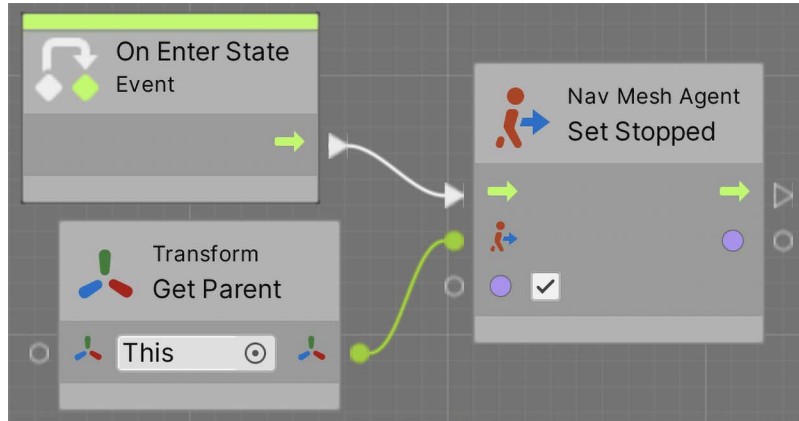 On Enter State
Event
Nav Mesh Agent
Set Stopped
Transform
Get Parent
This